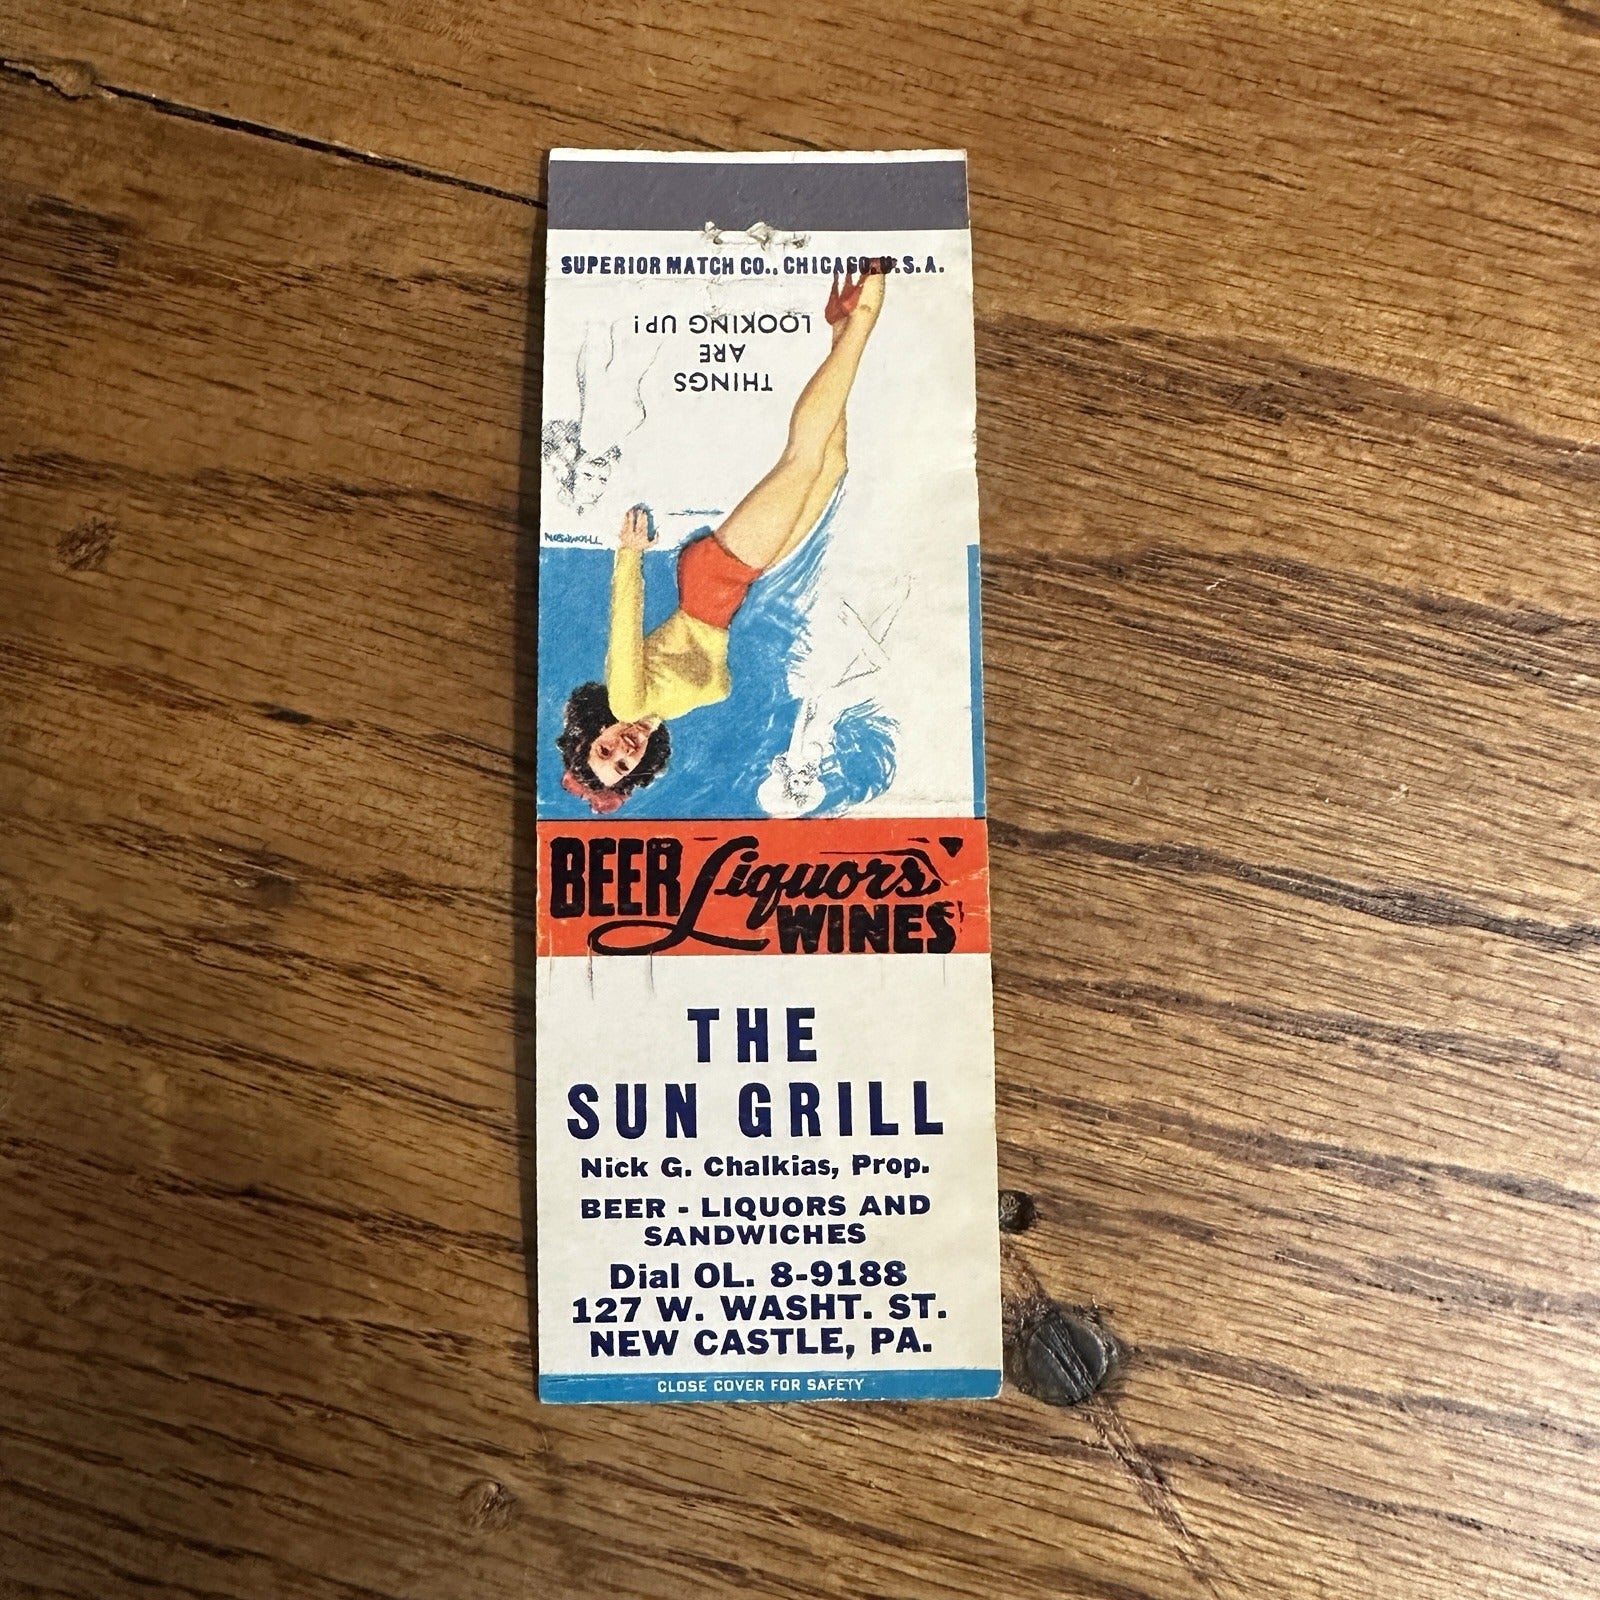 SUPERIOR MATCH CO., CHICAGO, U.S.A.
THINGS
ARE
LOOKING UP!
THOMPSON
BEER Liquors
WINES
THE
SUN GRILL
Nick G. Chalkias, Prop.
BEER - LIQUORS AND
SANDWICHES
Dial OL. 8-9188
127 W. WASHT. ST.
NEW CASTLE, PA.
CLOSE COVER FOR SAFETY